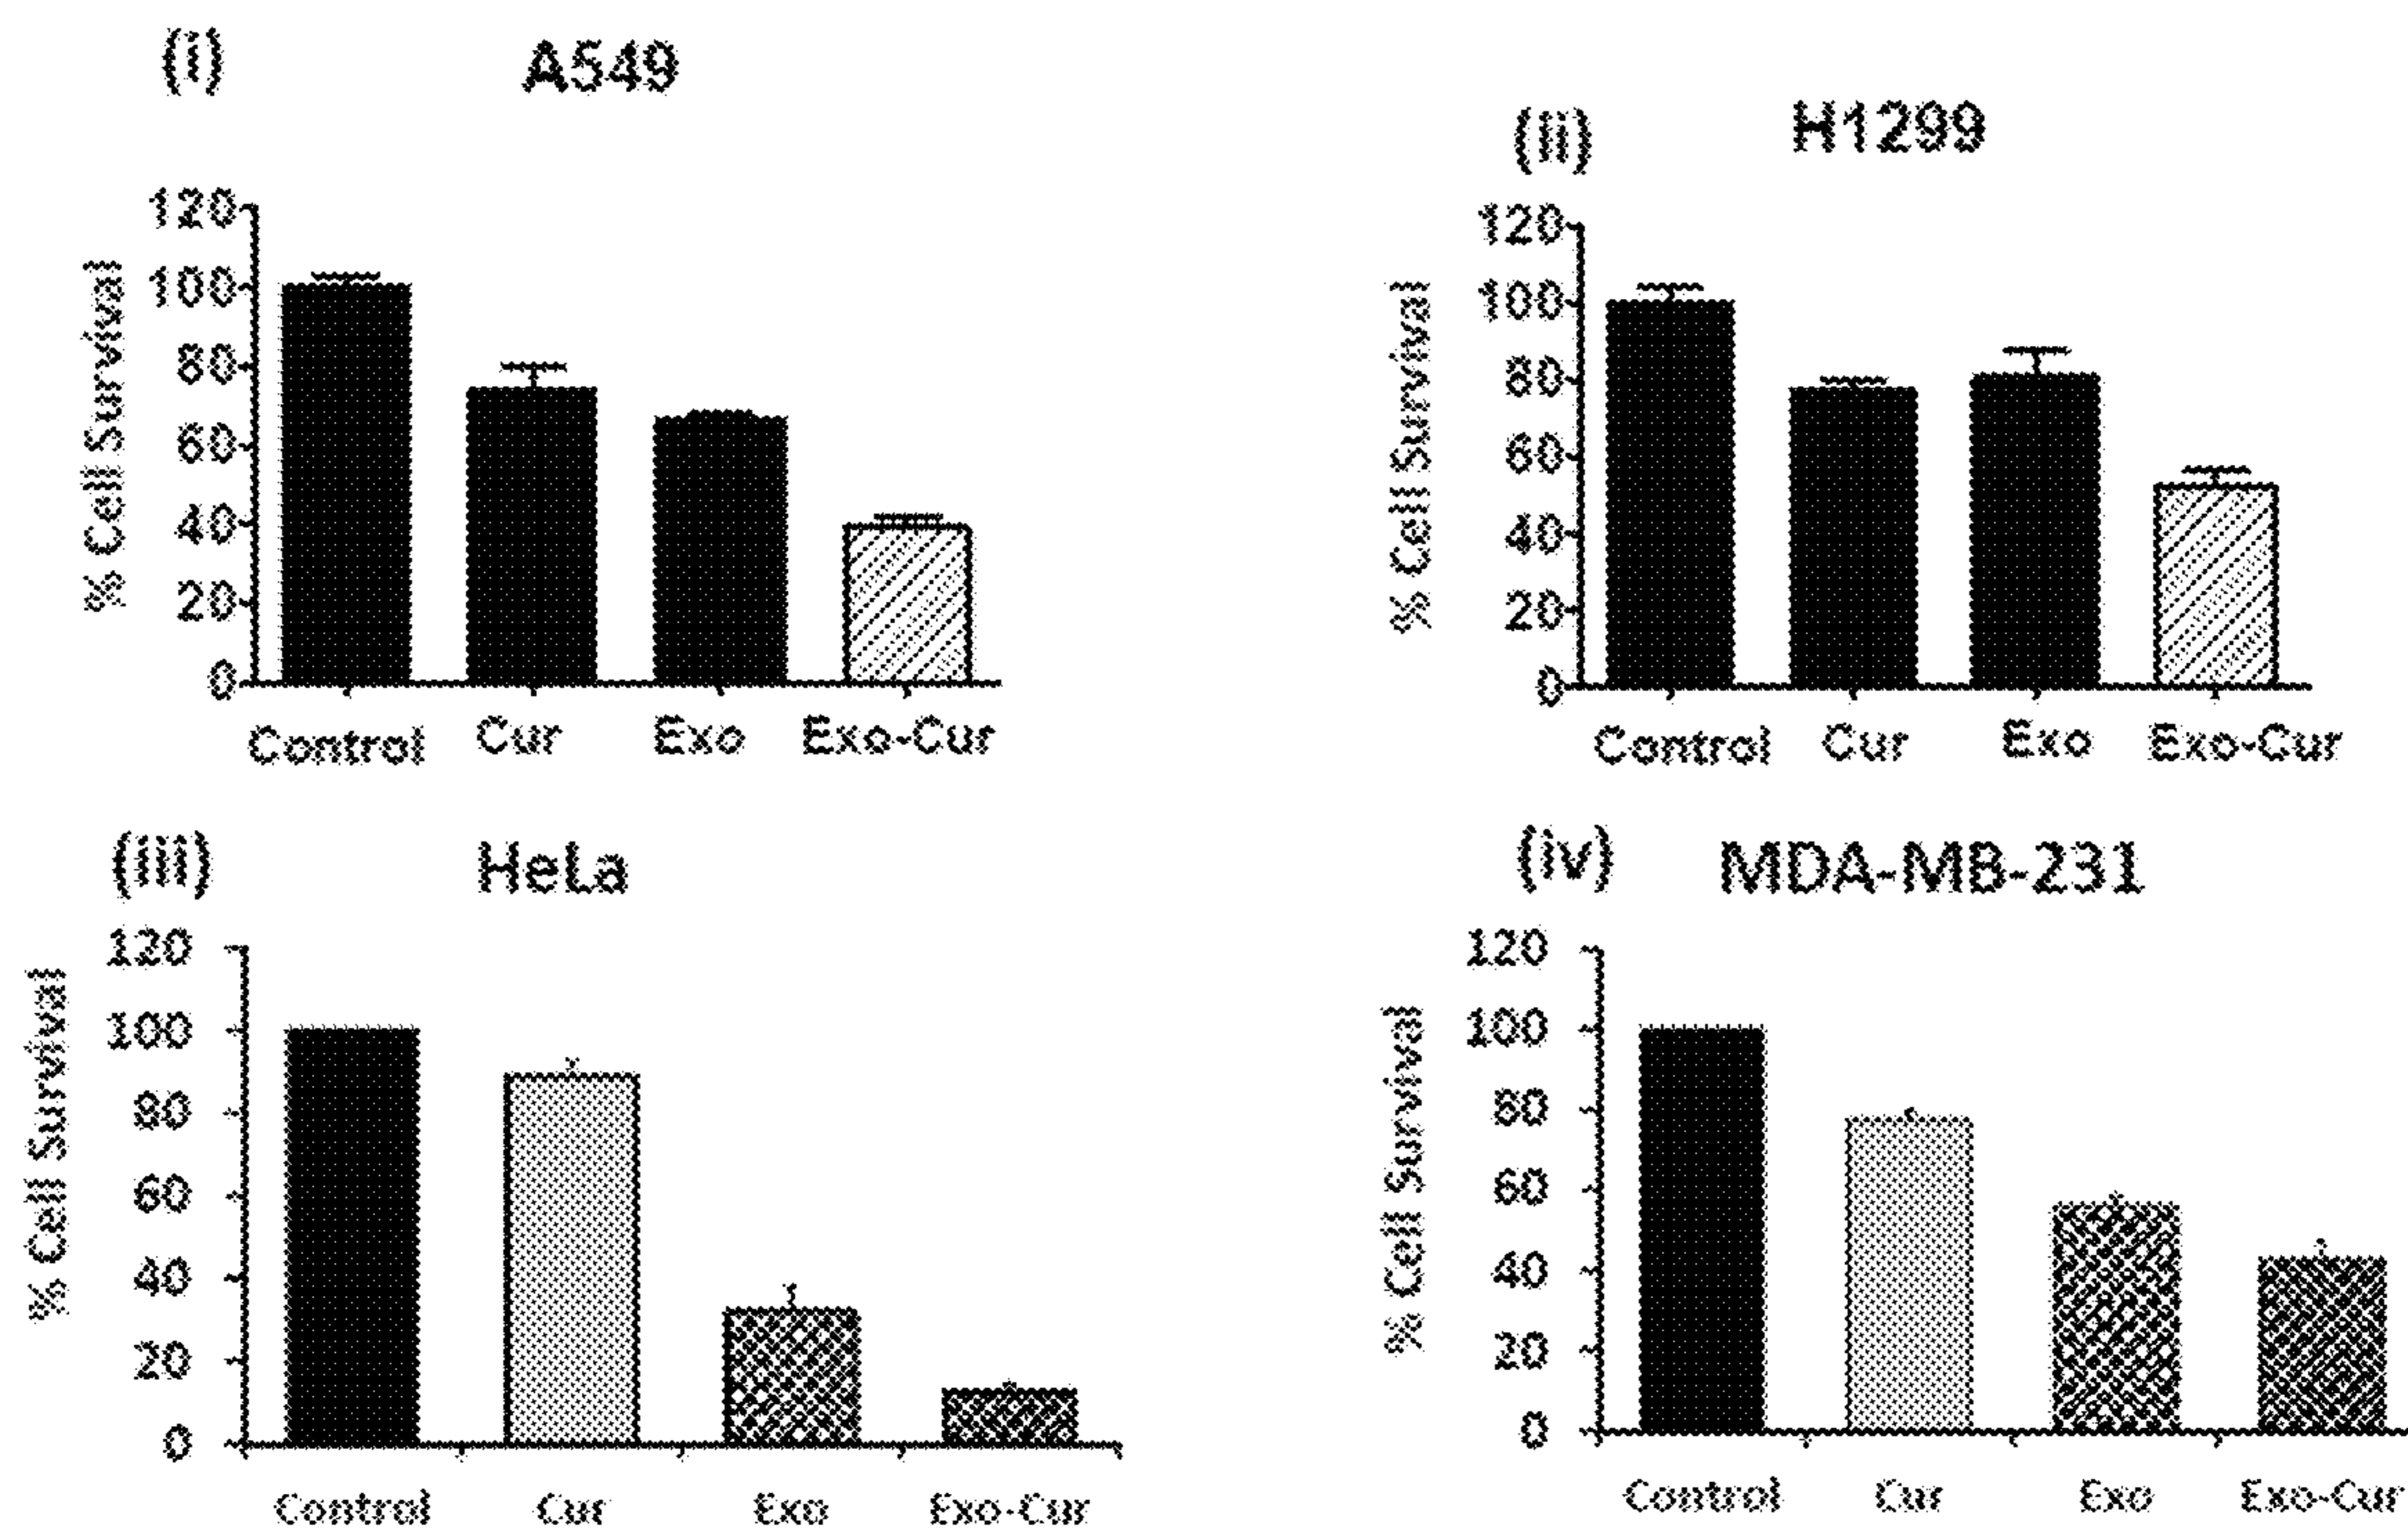 (i) A549
% Cell Survival
120
100
80
60
40
20
0
Control Cur Exo Exo-Cur
(ii) H1299
% Cell Survival
120
100
80
60
40
20
0
Control Cur Exo Exo-Cur
(iii) HeLa
% Cell Survival
120
100
80
60
40
20
0
Control Cur Exo Exo-Cur
(iv) MDA-MB-231
% Cell Survival
120
100
80
60
40
20
0
Control Cur Exo Exo-Cur